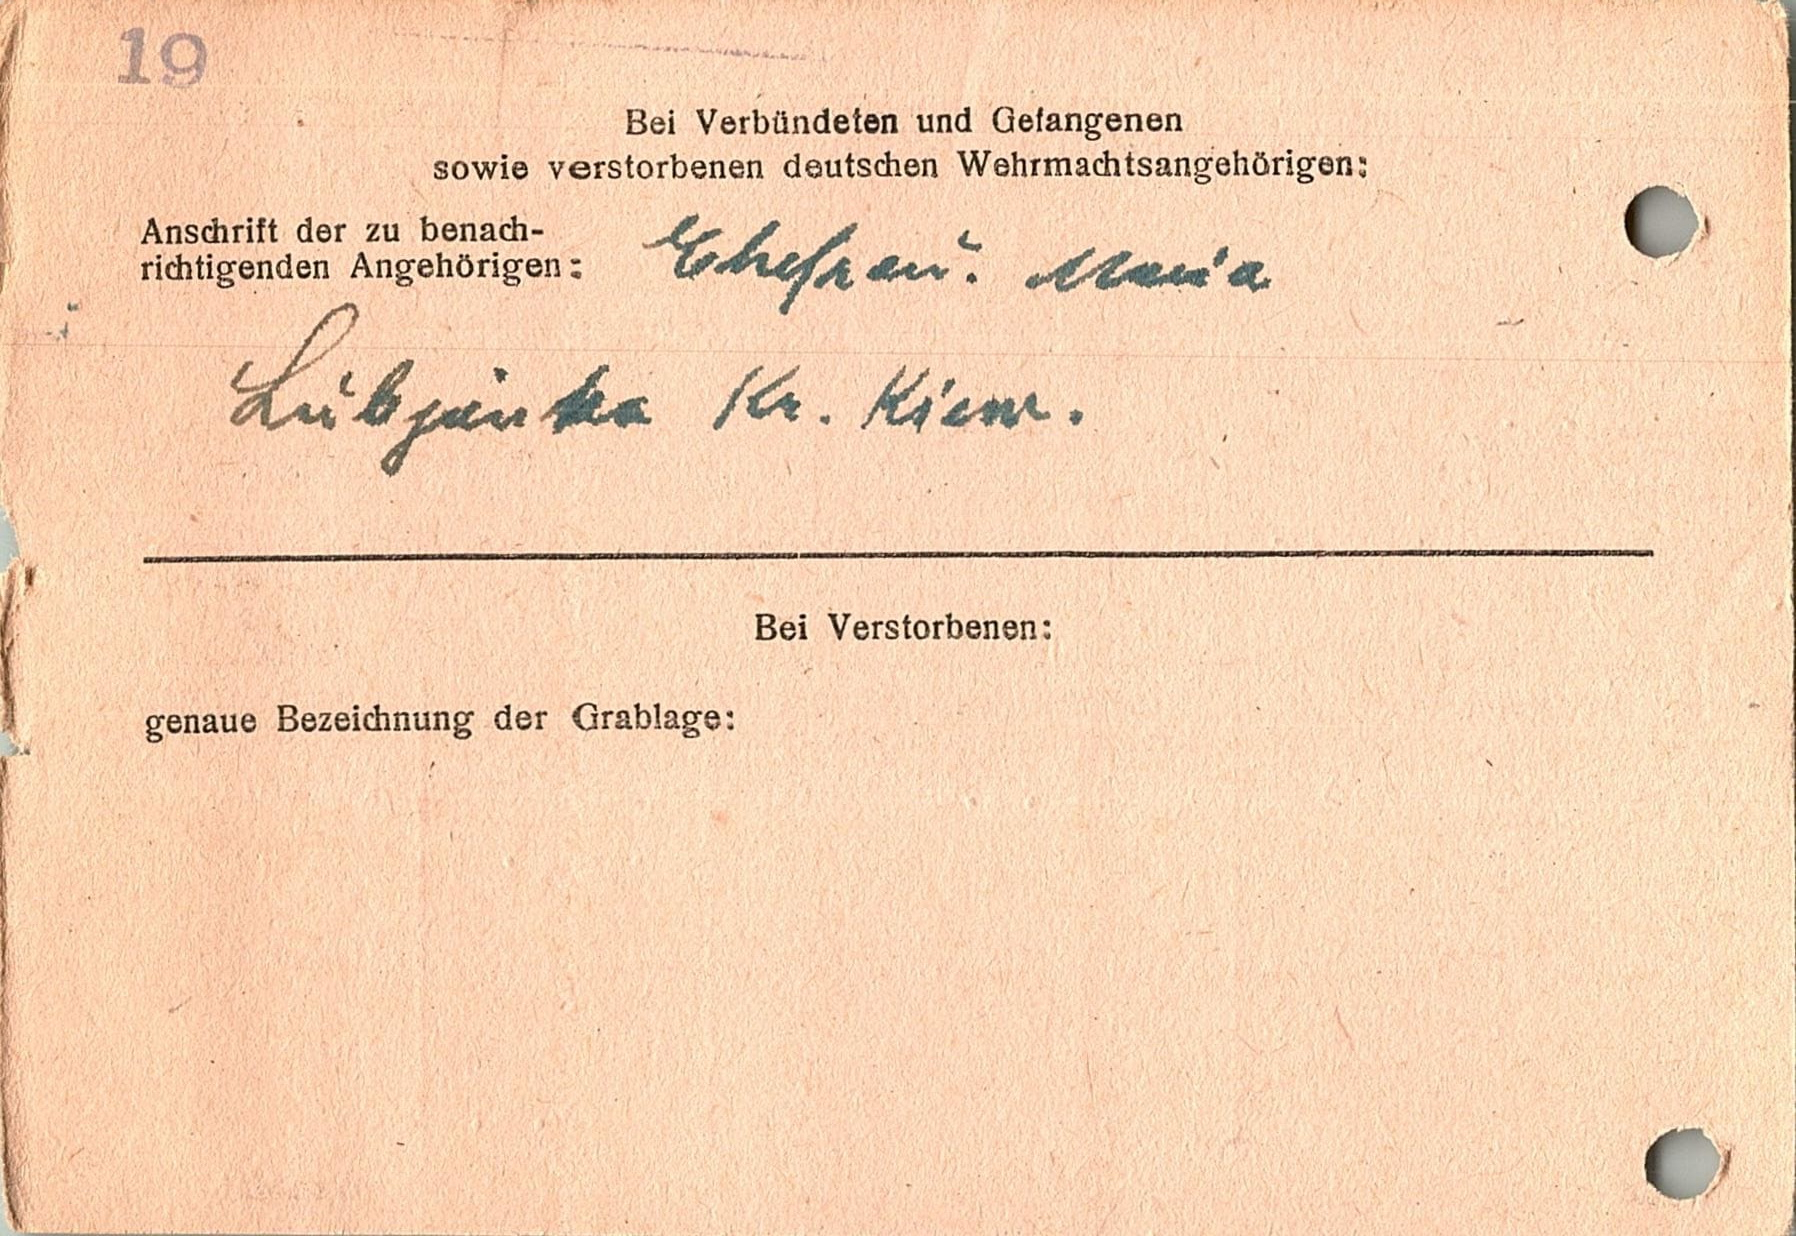 19
Bei Verbündeten und Gefangenen
sowie verstorbenen deutschen Wehrmachtsangehörigen:
Anschrift der zu benach-
richtigenden Angehörigen: Ehefrau. Maria
Lubjanka Kr. Kiew.
Bei Verstorbenen:
genaue Bezeichnung der Grablage: